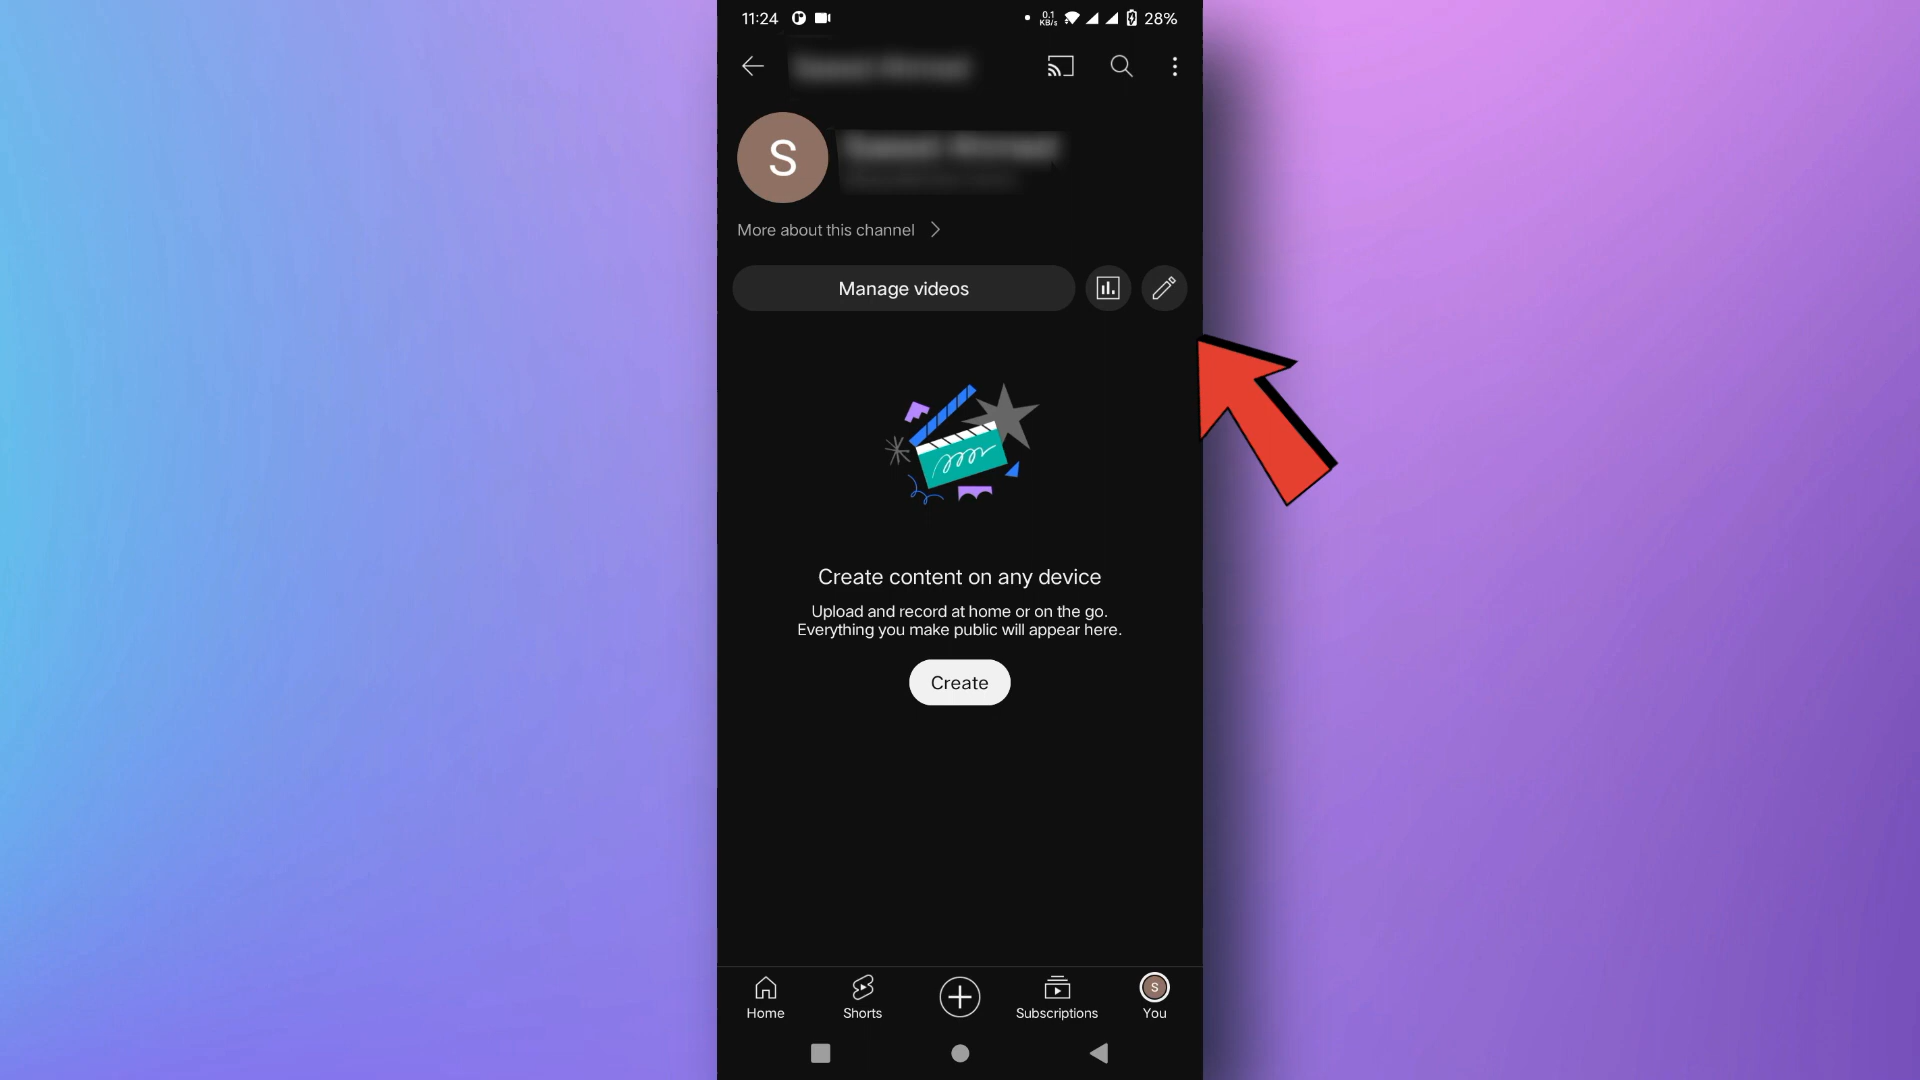 11:24
0.1
KB/s
28%
S
More about this channel
Manage videos
Create content on any device
Upload and record at home or on the go.
Everything you make public will appear here.
Create
Home
Shorts
Subscriptions
S
You